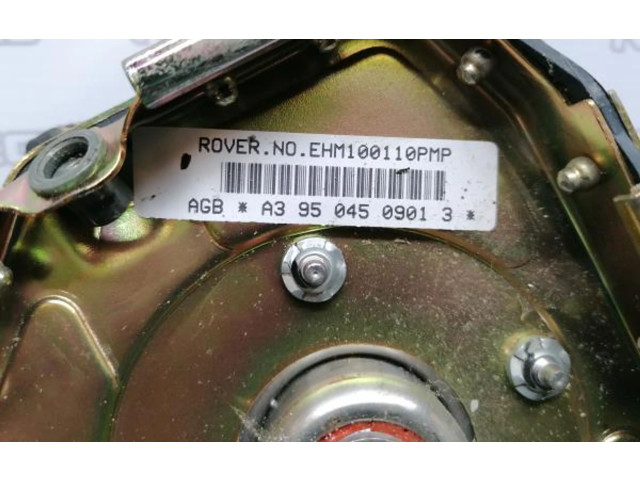 ROVER.NO.EHM100110PMP
AGB * A3 95 045 0901 3 *